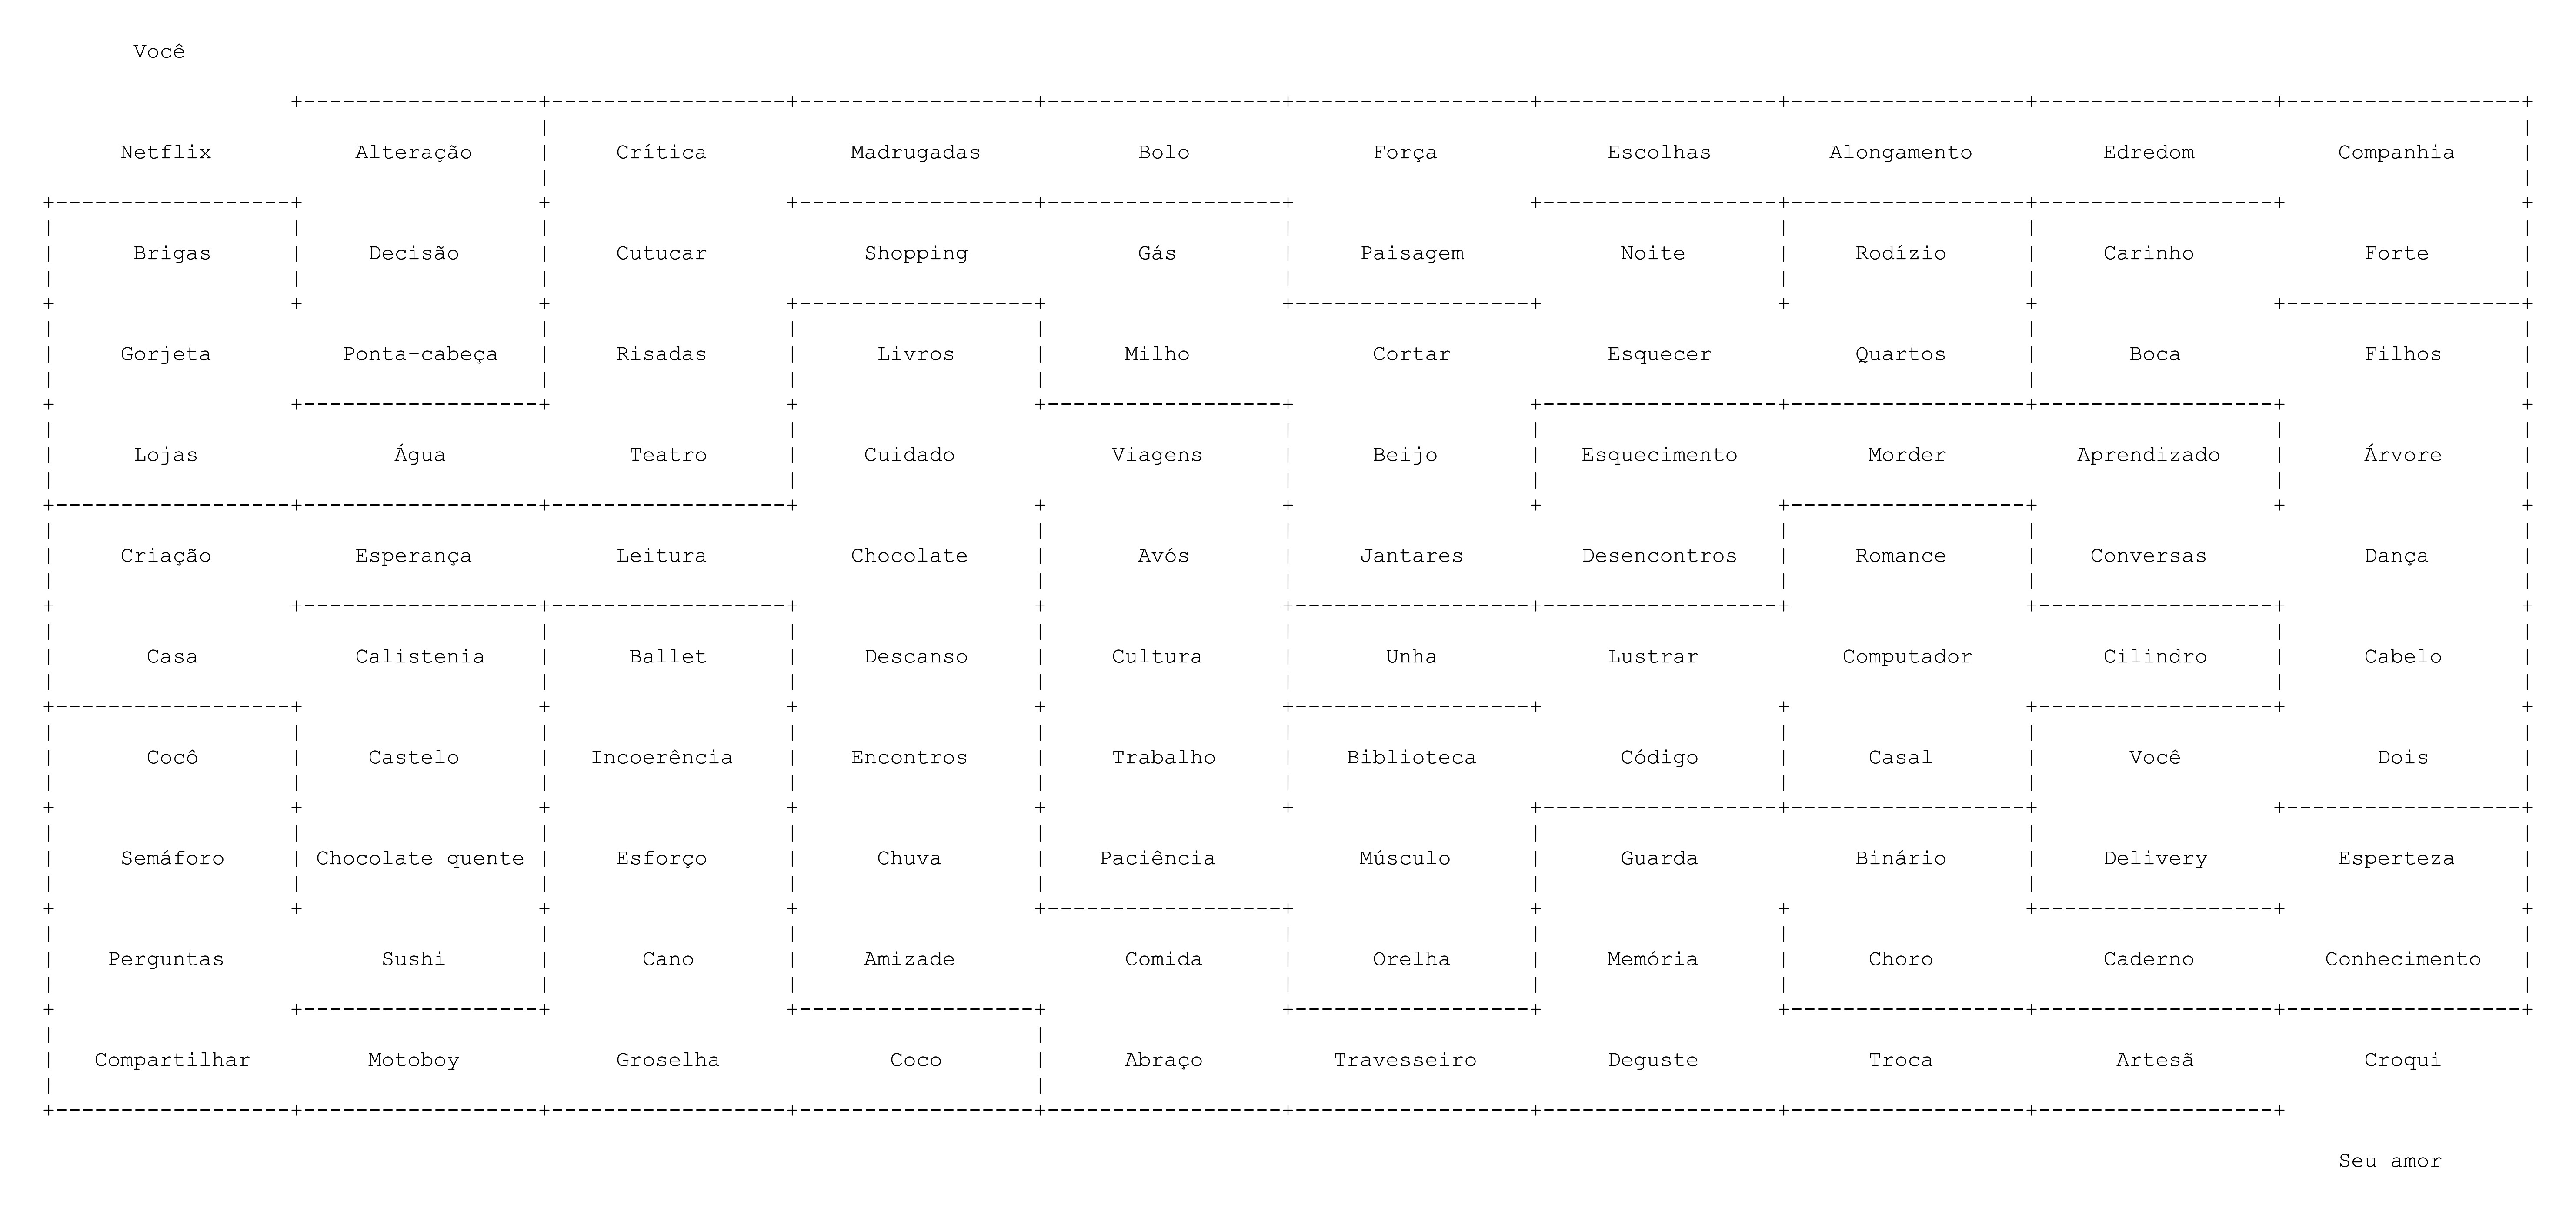 Você
Netflix Alteração Crítica Madrugadas Bolo Força Escolhas Alongamento Edredom Companhia
Brigas Decisão Cutucar Shopping Gás Paisagem Noite Rodízio Carinho Forte
Gorjeta Ponta-cabeça Risadas Livros Milho Cortar Esquecer Quartos Boca Filhos
Lojas Água Teatro Cuidado Viagens Beijo Esquecimento Morder Aprendizado Árvore
Criação Esperança Leitura Chocolate Avós Jantares Desencontros Romance Conversas Dança
Casa Calistenia Ballet Descanso Cultura Unha Lustrar Computador Cilindro Cabelo
Cocô Castelo Incoerência Encontros Trabalho Biblioteca Código Casal Você Dois
Semáforo Chocolate quente Esforço Chuva Paciência Músculo Guarda Binário Delivery Esperteza
Perguntas Sushi Cano Amizade Comida Orelha Memória Choro Caderno Conhecimento
Compartilhar Motoboy Groselha Coco Abraço Travesseiro Deguste Troca Artesã Croqui
Seu amor